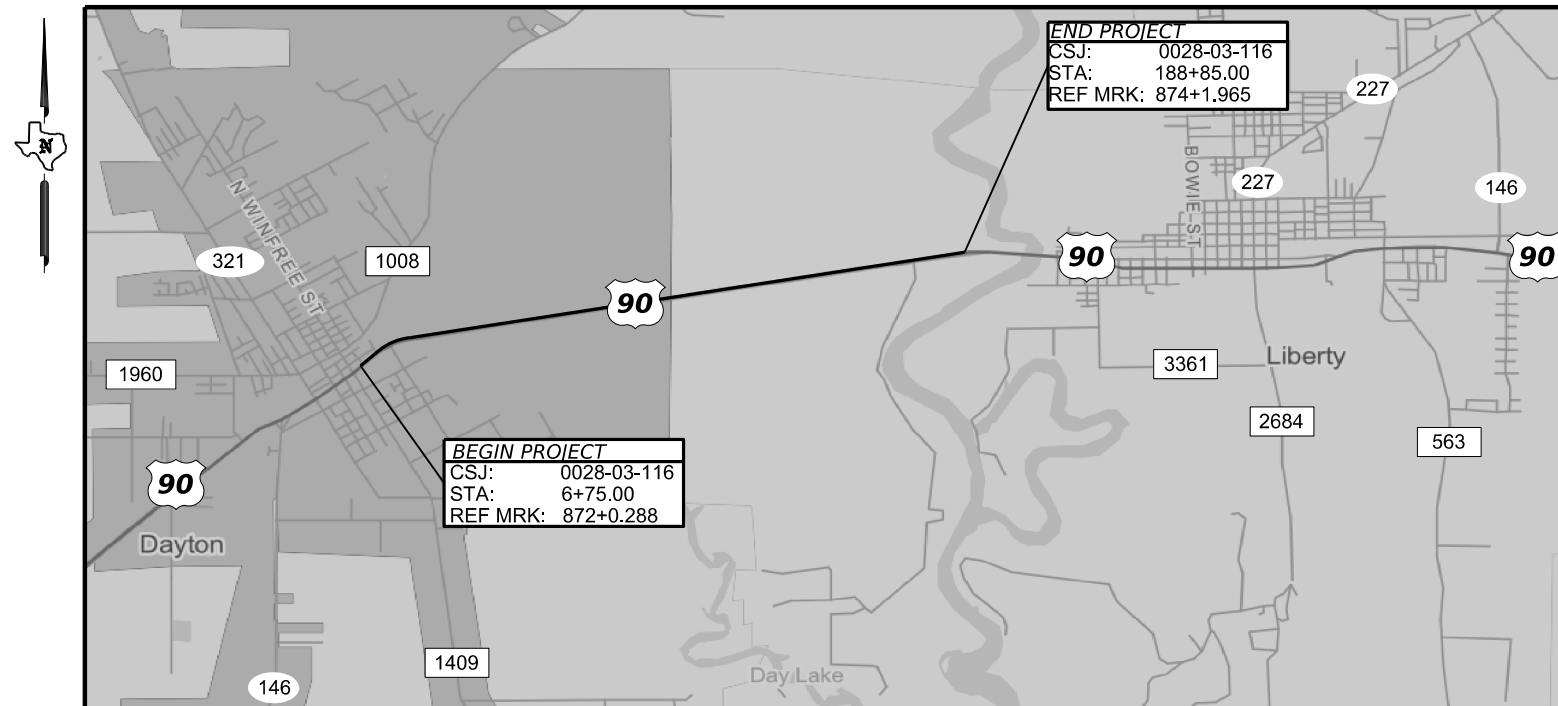 END PROJECT
CSJ: 0028-03-116
STA: 188+85.00
REF MRK: 874+1.965
227
N
BOWIE-ST
227
146
N WINFREE ST
321
1008
90
90
90
1960
3361
Liberty
2684
563
BEGIN PROJECT
CSJ: 0028-03-116
STA: 6+75.00
REF MRK: 872+0.288
90
Dayton
1409
Day Lake
146